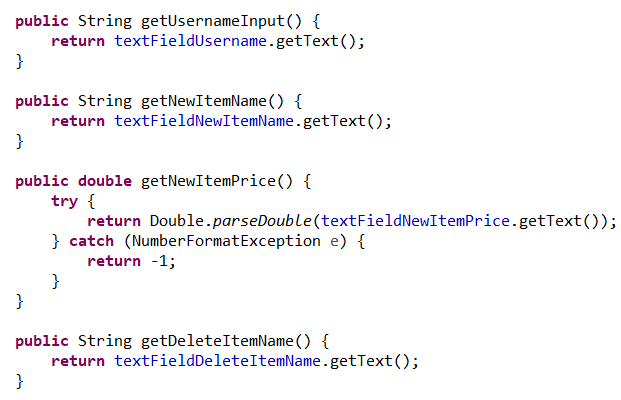 public String getUsernameInput() {
    return textFieldUsername.getText();
}

public String getNewItemName() {
    return textFieldNewItemName.getText();
}

public double getNewItemPrice() {
    try {
        return Double.parseDouble(textFieldNewItemPrice.getText());
    } catch (NumberFormatException e) {
        return -1;
    }
}

public String getDeleteItemName() {
    return textFieldDeleteItemName.getText();
}